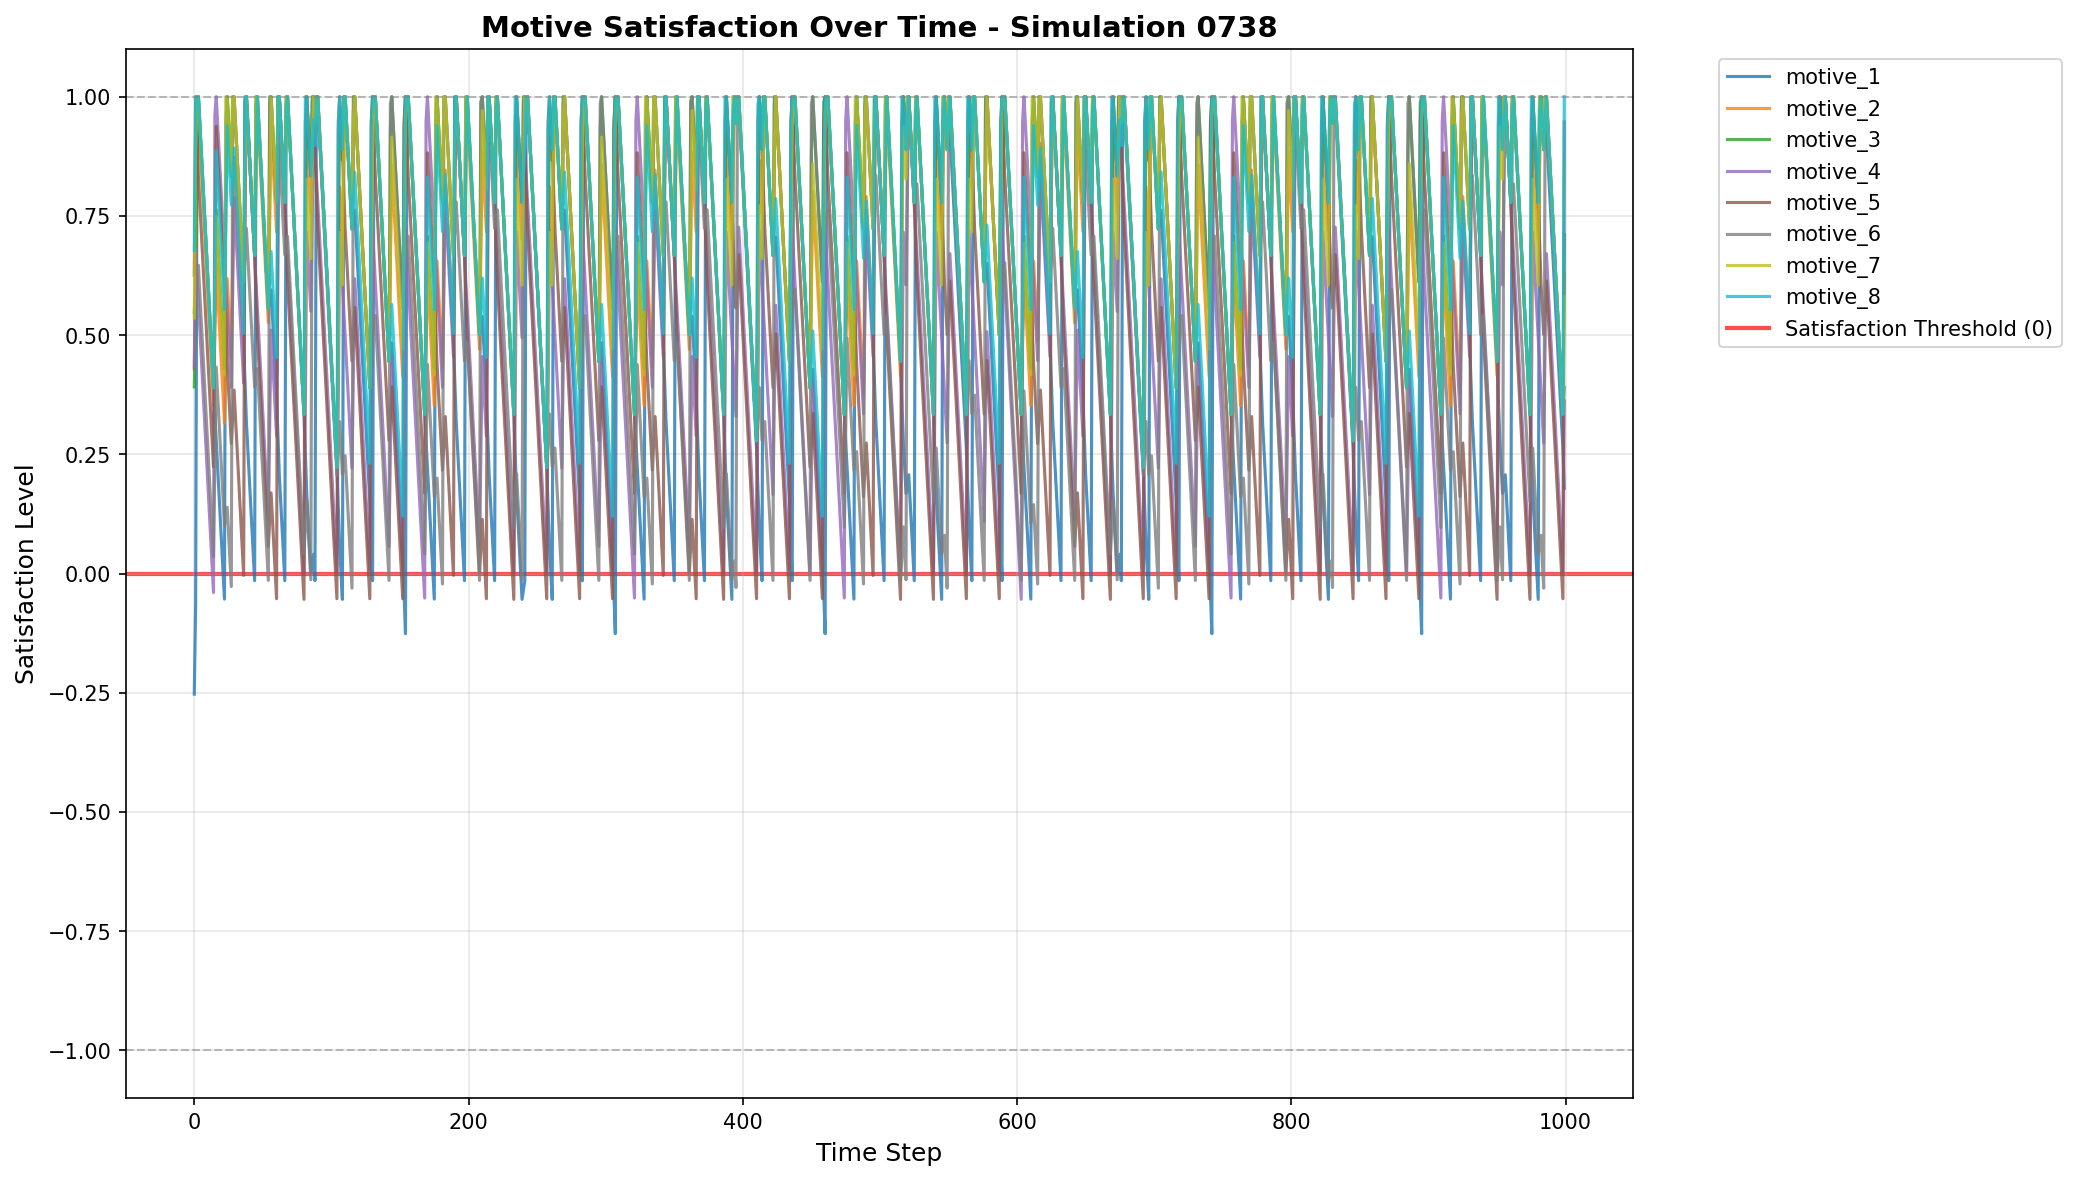 Motive Satisfaction Over Time - Simulation 0738
Satisfaction Level
1.00
0.75
0.50
0.25
0.00
−0.25
−0.50
−0.75
−1.00
0
200
400
600
800
1000
Time Step
motive_1
motive_2
motive_3
motive_4
motive_5
motive_6
motive_7
motive_8
Satisfaction Threshold (0)